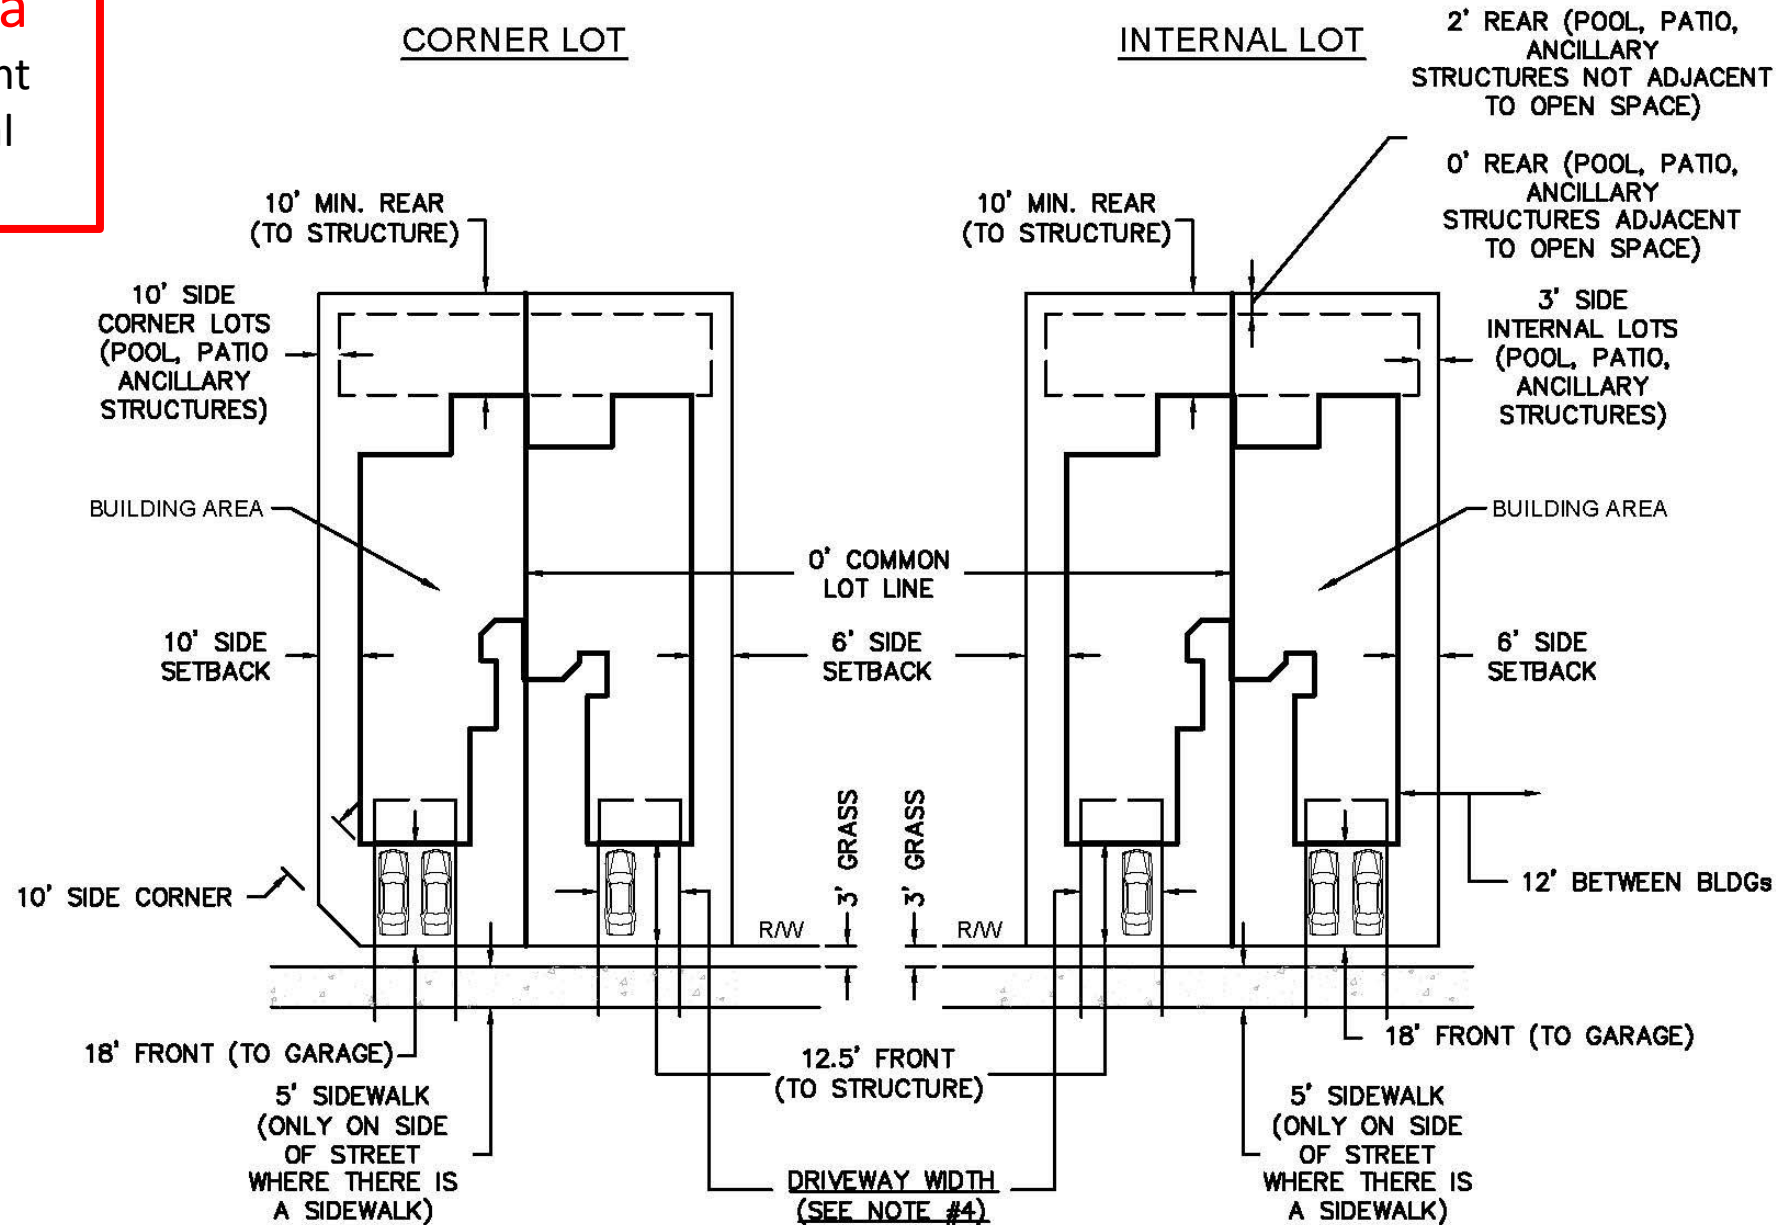 a
nt
al
CORNER LOT
INTERNAL LOT
2' REAR (POOL, PATIO,
ANCILLARY
STRUCTURES NOT ADJACENT
TO OPEN SPACE)
0' REAR (POOL, PATIO,
ANCILLARY
STRUCTURES ADJACENT
TO OPEN SPACE)
10' MIN. REAR
(TO STRUCTURE)
10' MIN. REAR
(TO STRUCTURE)
10' SIDE
CORNER LOTS
(POOL, PATIO
ANCILLARY
STRUCTURES)
3' SIDE
INTERNAL LOTS
(POOL, PATIO,
ANCILLARY
STRUCTURES)
BUILDING AREA
BUILDING AREA
0' COMMON
LOT LINE
10' SIDE
SETBACK
6' SIDE
SETBACK
6' SIDE
SETBACK
3' GRASS
3' GRASS
10' SIDE CORNER
12' BETWEEN BLDGs
R/W
R/W
18' FRONT (TO GARAGE)
18' FRONT (TO GARAGE)
12.5' FRONT
(TO STRUCTURE)
5' SIDEWALK
(ONLY ON SIDE
OF STREET
WHERE THERE IS
A SIDEWALK)
5' SIDEWALK
(ONLY ON SIDE
OF STREET
WHERE THERE IS
A SIDEWALK)
DRIVEWAY WIDTH
(SEE NOTE #4)